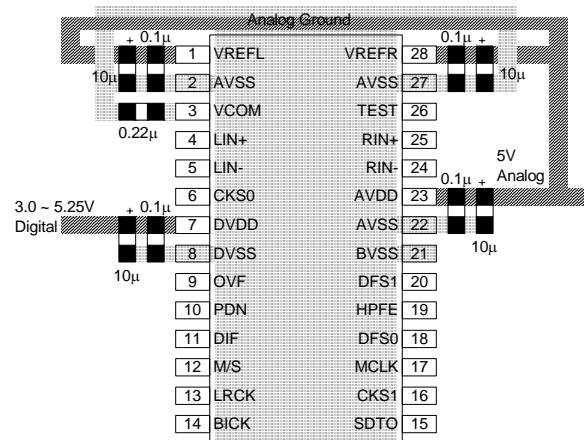 Analog Ground
+ 0.1μ
10μ
0.1μ +
10μ
1 VREFL VREFR 28
2 AVSS AVSS 27
3 VCOM TEST 26
0.22μ
4 LIN+ RIN+ 25
5 LIN- RIN- 24
5V
Analog
0.1μ +
6 CKS0 AVDD 23
3.0 ~ 5.25V
Digital
+ 0.1μ
7 DVDD AVSS 22
10μ
8 DVSS BVSS 21
10μ
9 OVF DFS1 20
10 PDN HPFE 19
11 DIF DFS0 18
12 M/S MCLK 17
13 LRCK CKS1 16
14 BICK SDTO 15